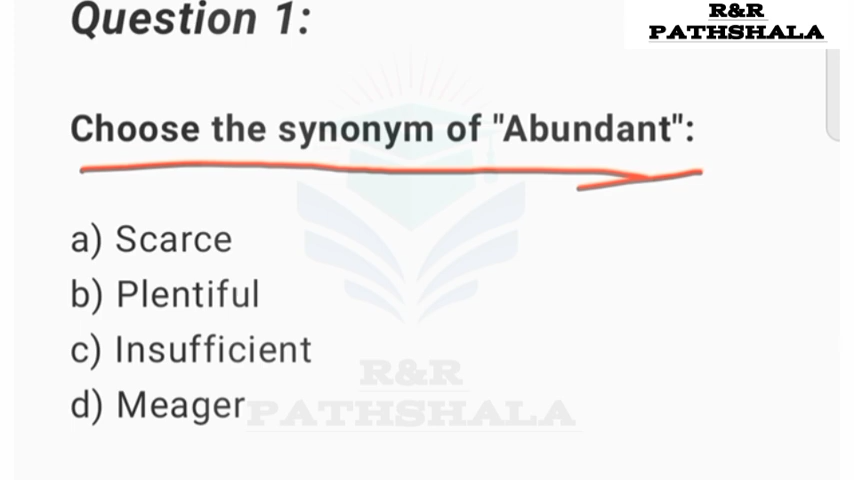 Question 1:
R&R
PATHSHALA
Choose the synonym of "Abundant":
a) Scarce
b) Plentiful
c) Insufficient
d) Meager
R&R
PATHSHALA